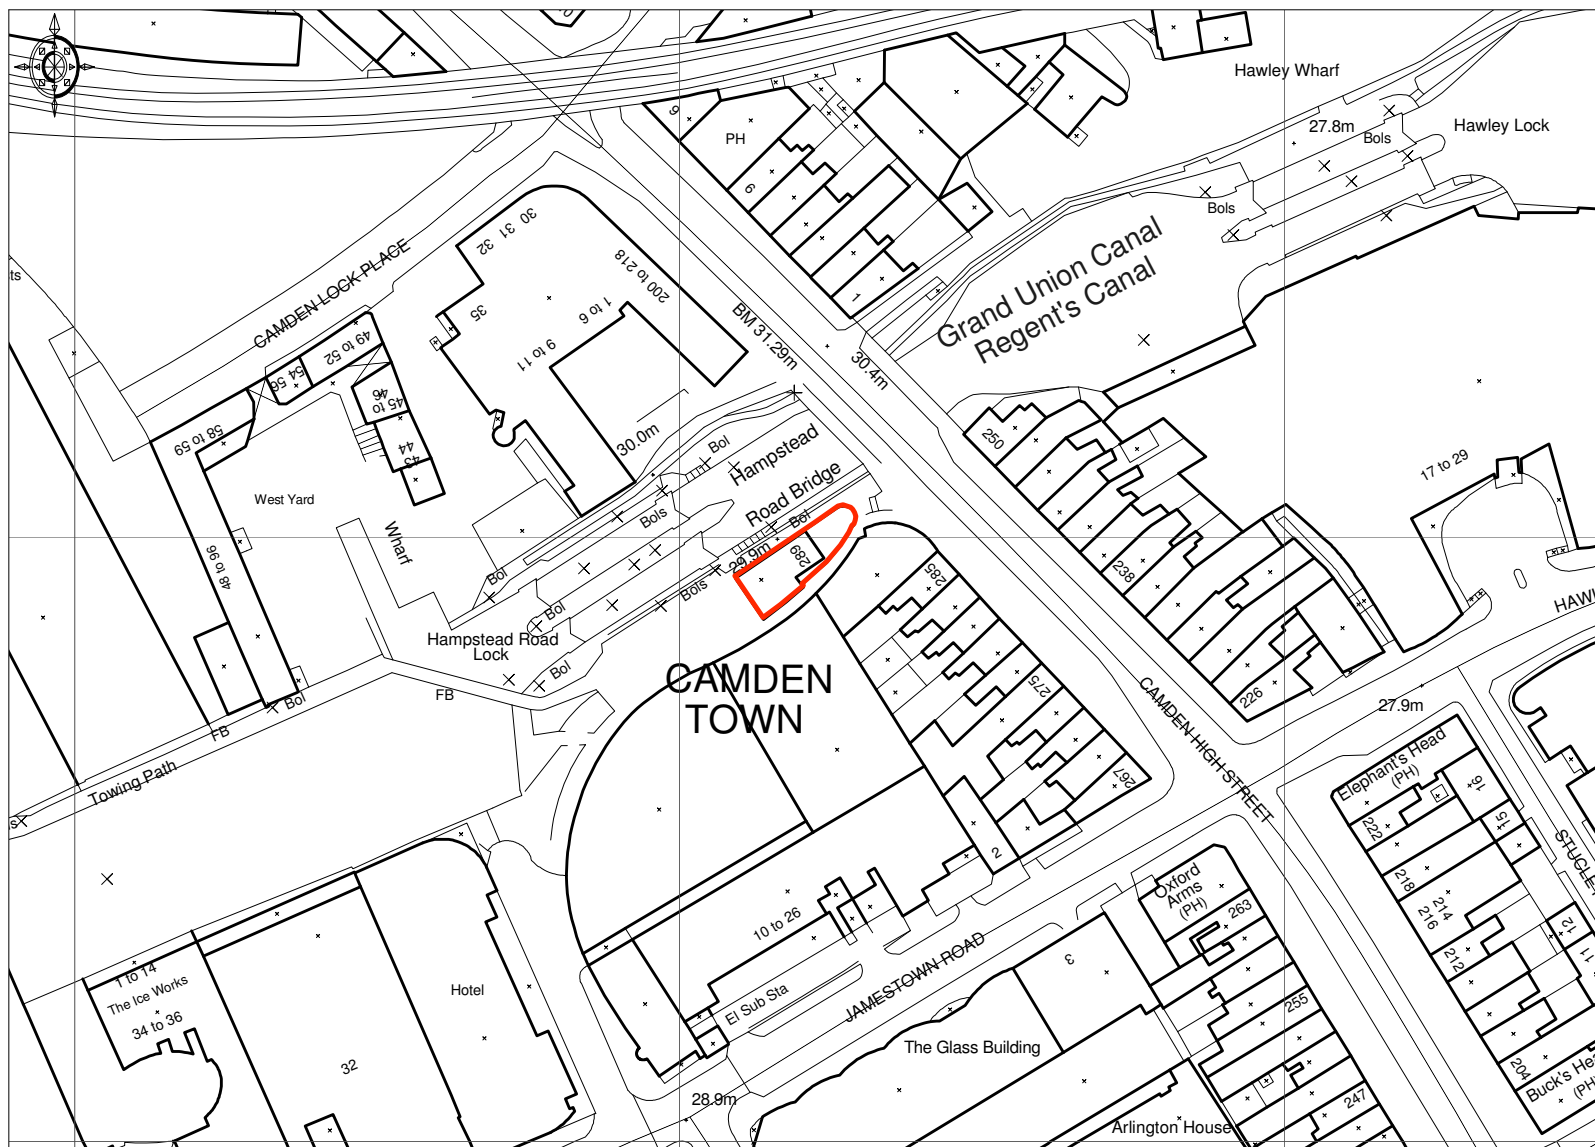 Hawley Wharf
Hawley Lock
27.8m
Bols
Bols
PH
9
9
1
30 31 32
35
200 to 218
1 to 6
9 to 11
CAMDEN LOCK PLACE
49 to 52
54 56
58 to 59
45 to 46
44
43
48 to 96
West Yard
Wharf
BM 31.29m
30.4m
Grand Union Canal
Regent's Canal
30.0m
Bol
Hampstead
Road Bridge
Bol
Bols
29.9m
289
Bols
Bol
Bol
Bol
Hampstead Road
Lock
FB
Bol
FB
Towing Path
ts
s
CAMDEN
TOWN
285
275
267
250
238
226
17 to 29
HAWL
CAMDEN HIGH STREET
27.9m
Elephant's Head
(PH)
222
218
214
216
212
204
16
15
12
11
STUCLEY
Buck's He
(PH
2
10 to 26
El Sub Sta
JAMESTOWN ROAD
3
Oxford
Arms
(PH)
263
255
247
The Glass Building
Arlington House
28.9m
Hotel
32
1 to 14
The Ice Works
34 to 36